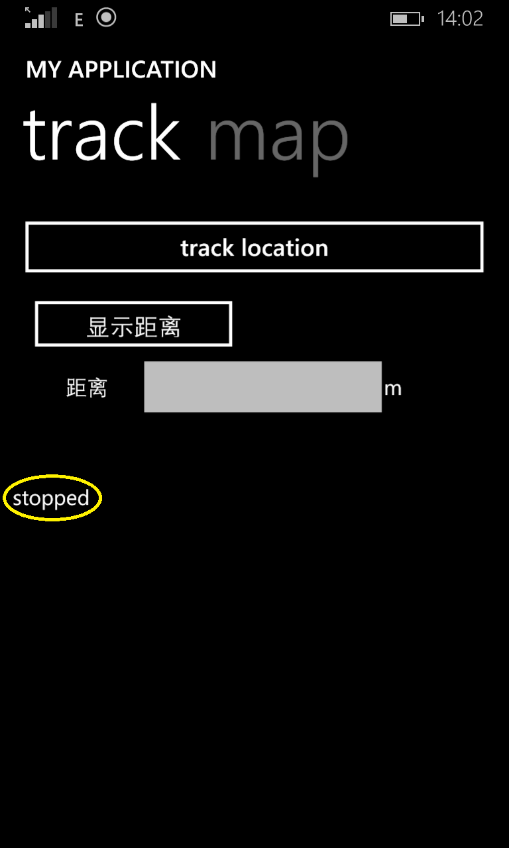 E 14:02
MY APPLICATION
track map
track location
显示距离
距离 m
stopped